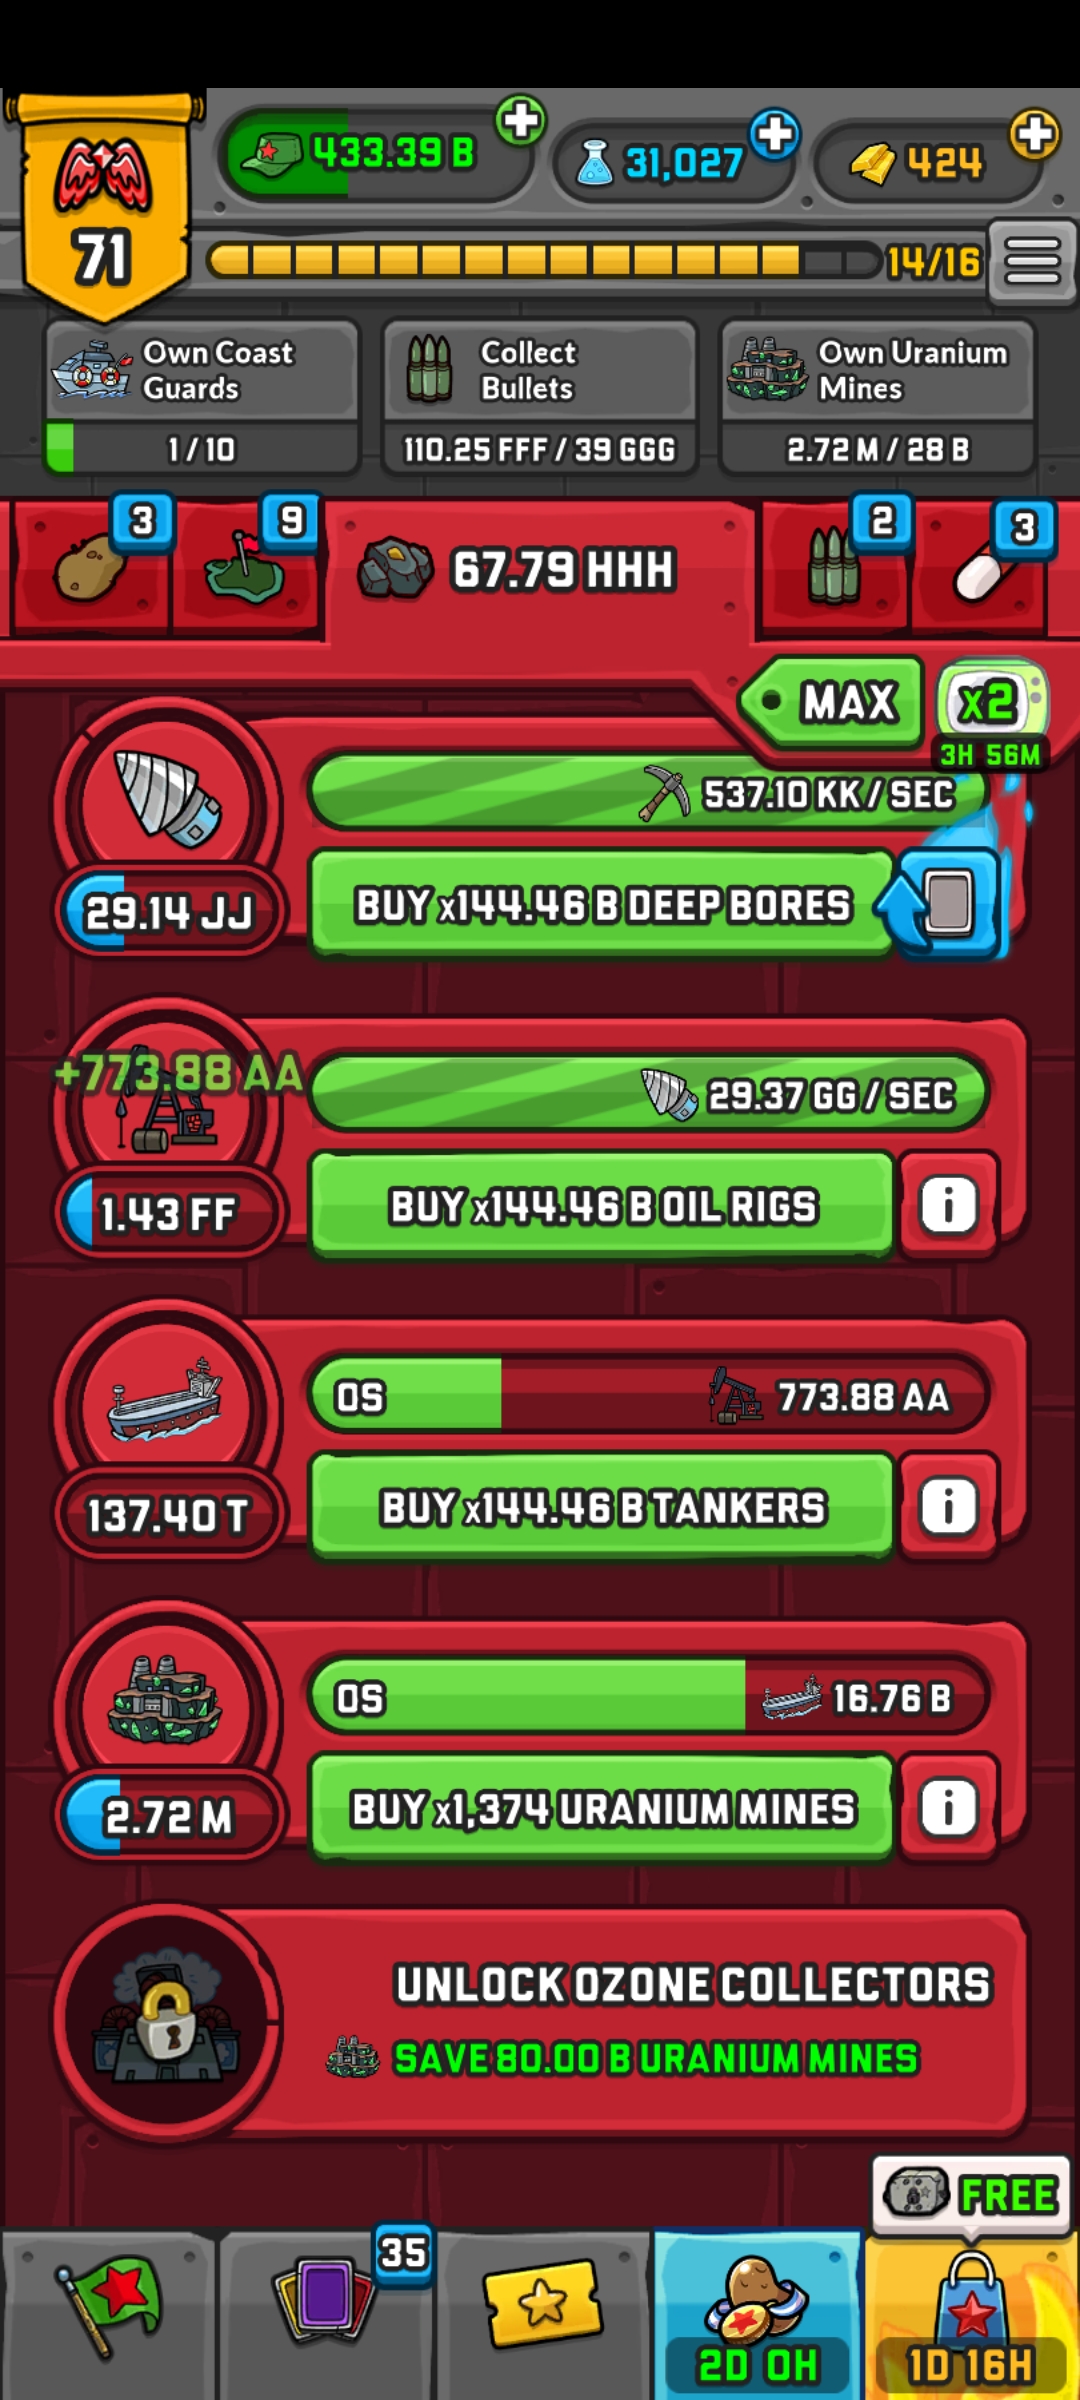 71
433.39 B
31,027
424
14/16
Own Coast Guards
1 / 10
Collect Bullets
110.25 FFF / 39 GGG
Own Uranium Mines
2.72 M / 28 B
3
9
67.79 HHH
2
3
MAX
x2
3H 56M
537.10 KK / SEC
29.14 JJ
BUY x144.46 B DEEP BORES
+773.88 AA
29.37 GG / SEC
1.43 FF
BUY x144.46 B OIL RIGS
i
0S
773.88 AA
137.40 T
BUY x144.46 B TANKERS
i
0S
16.76 B
2.72 M
BUY x1,374 URANIUM MINES
i
UNLOCK OZONE COLLECTORS
SAVE 80.00 B URANIUM MINES
FREE
35
2D 0H
1D 16H